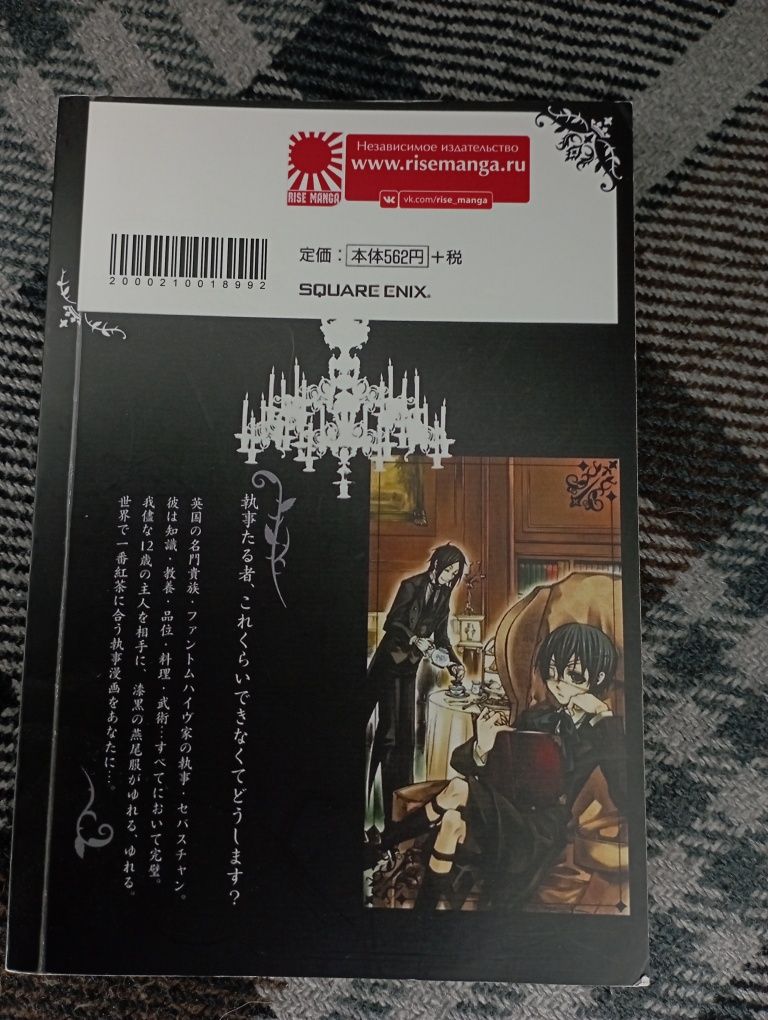 Независимое издательство
www.risemanga.ru
RISE MANGA
vk.com/rise_manga
2000210018992
定価：本体562円+税
SQUARE ENIX.
執事たる者、これくらいできなくてどうします？
英国の名門貴族・ファントムハイヴ家の執事・セバスチャン。
彼は知識・教養・品位・料理・武術…すべてにおいて完璧。
我儘な12歳の主人を相手に、漆黒の燕尾服がゆれる、ゆれる。
世界で一番紅茶に合う執事漫画をあなたに…。